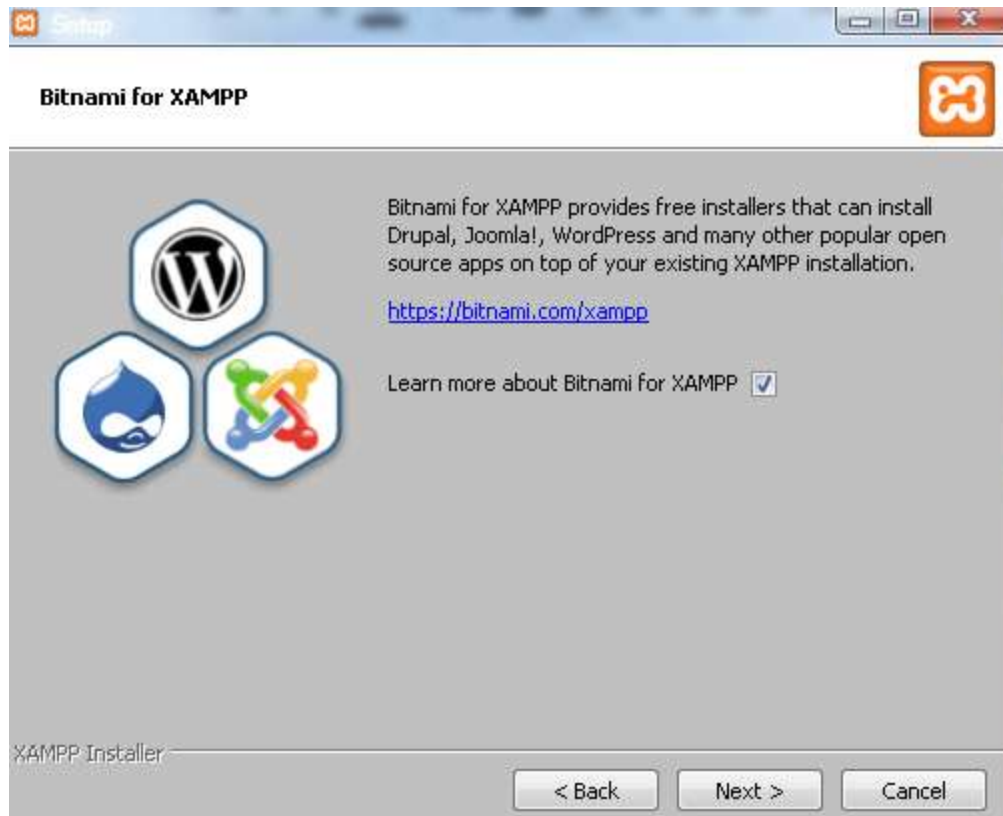 Setup
Bitnami for XAMPP
Bitnami for XAMPP provides free installers that can install
Drupal, Joomla!, WordPress and many other popular open
source apps on top of your existing XAMPP installation.
https://bitnami.com/xampp
Learn more about Bitnami for XAMPP
XAMPP Installer
< Back Next > Cancel